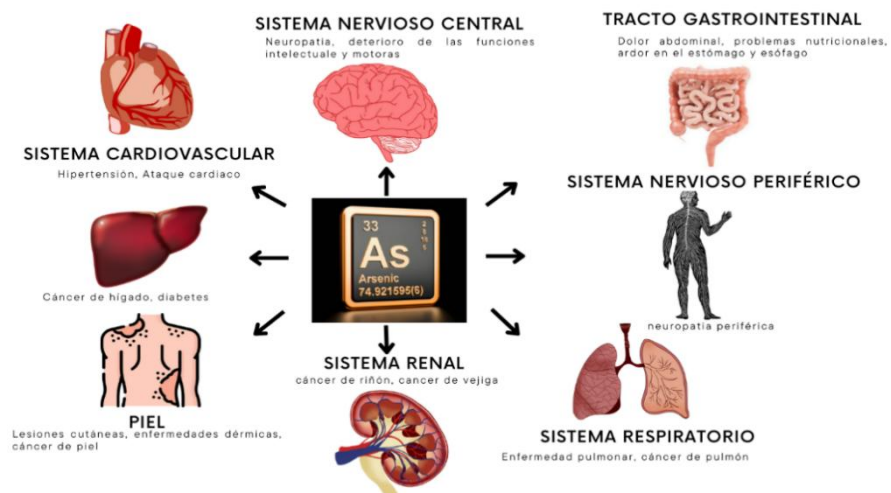 SISTEMA NERVIOSO CENTRAL
Neuropatia, deterioro de las funciones
intelectuale y motoras
TRACTO GASTROINTESTINAL
Dolor abdominal, problemas nutricionales,
ardor en el estómago y esófago
SISTEMA CARDIOVASCULAR
Hipertensión, Ataque cardiaco
SISTEMA NERVIOSO PERIFÉRICO
33
As
Arsenic
74.921595(6)
Cáncer de hígado, diabetes
neuropatia periférica
SISTEMA RENAL
cáncer de riñón, cancer de vejiga
PIEL
Lesiones cutáneas, enfermedades dérmicas,
cáncer de piel
SISTEMA RESPIRATORIO
Enfermedad pulmonar, cáncer de pulmón